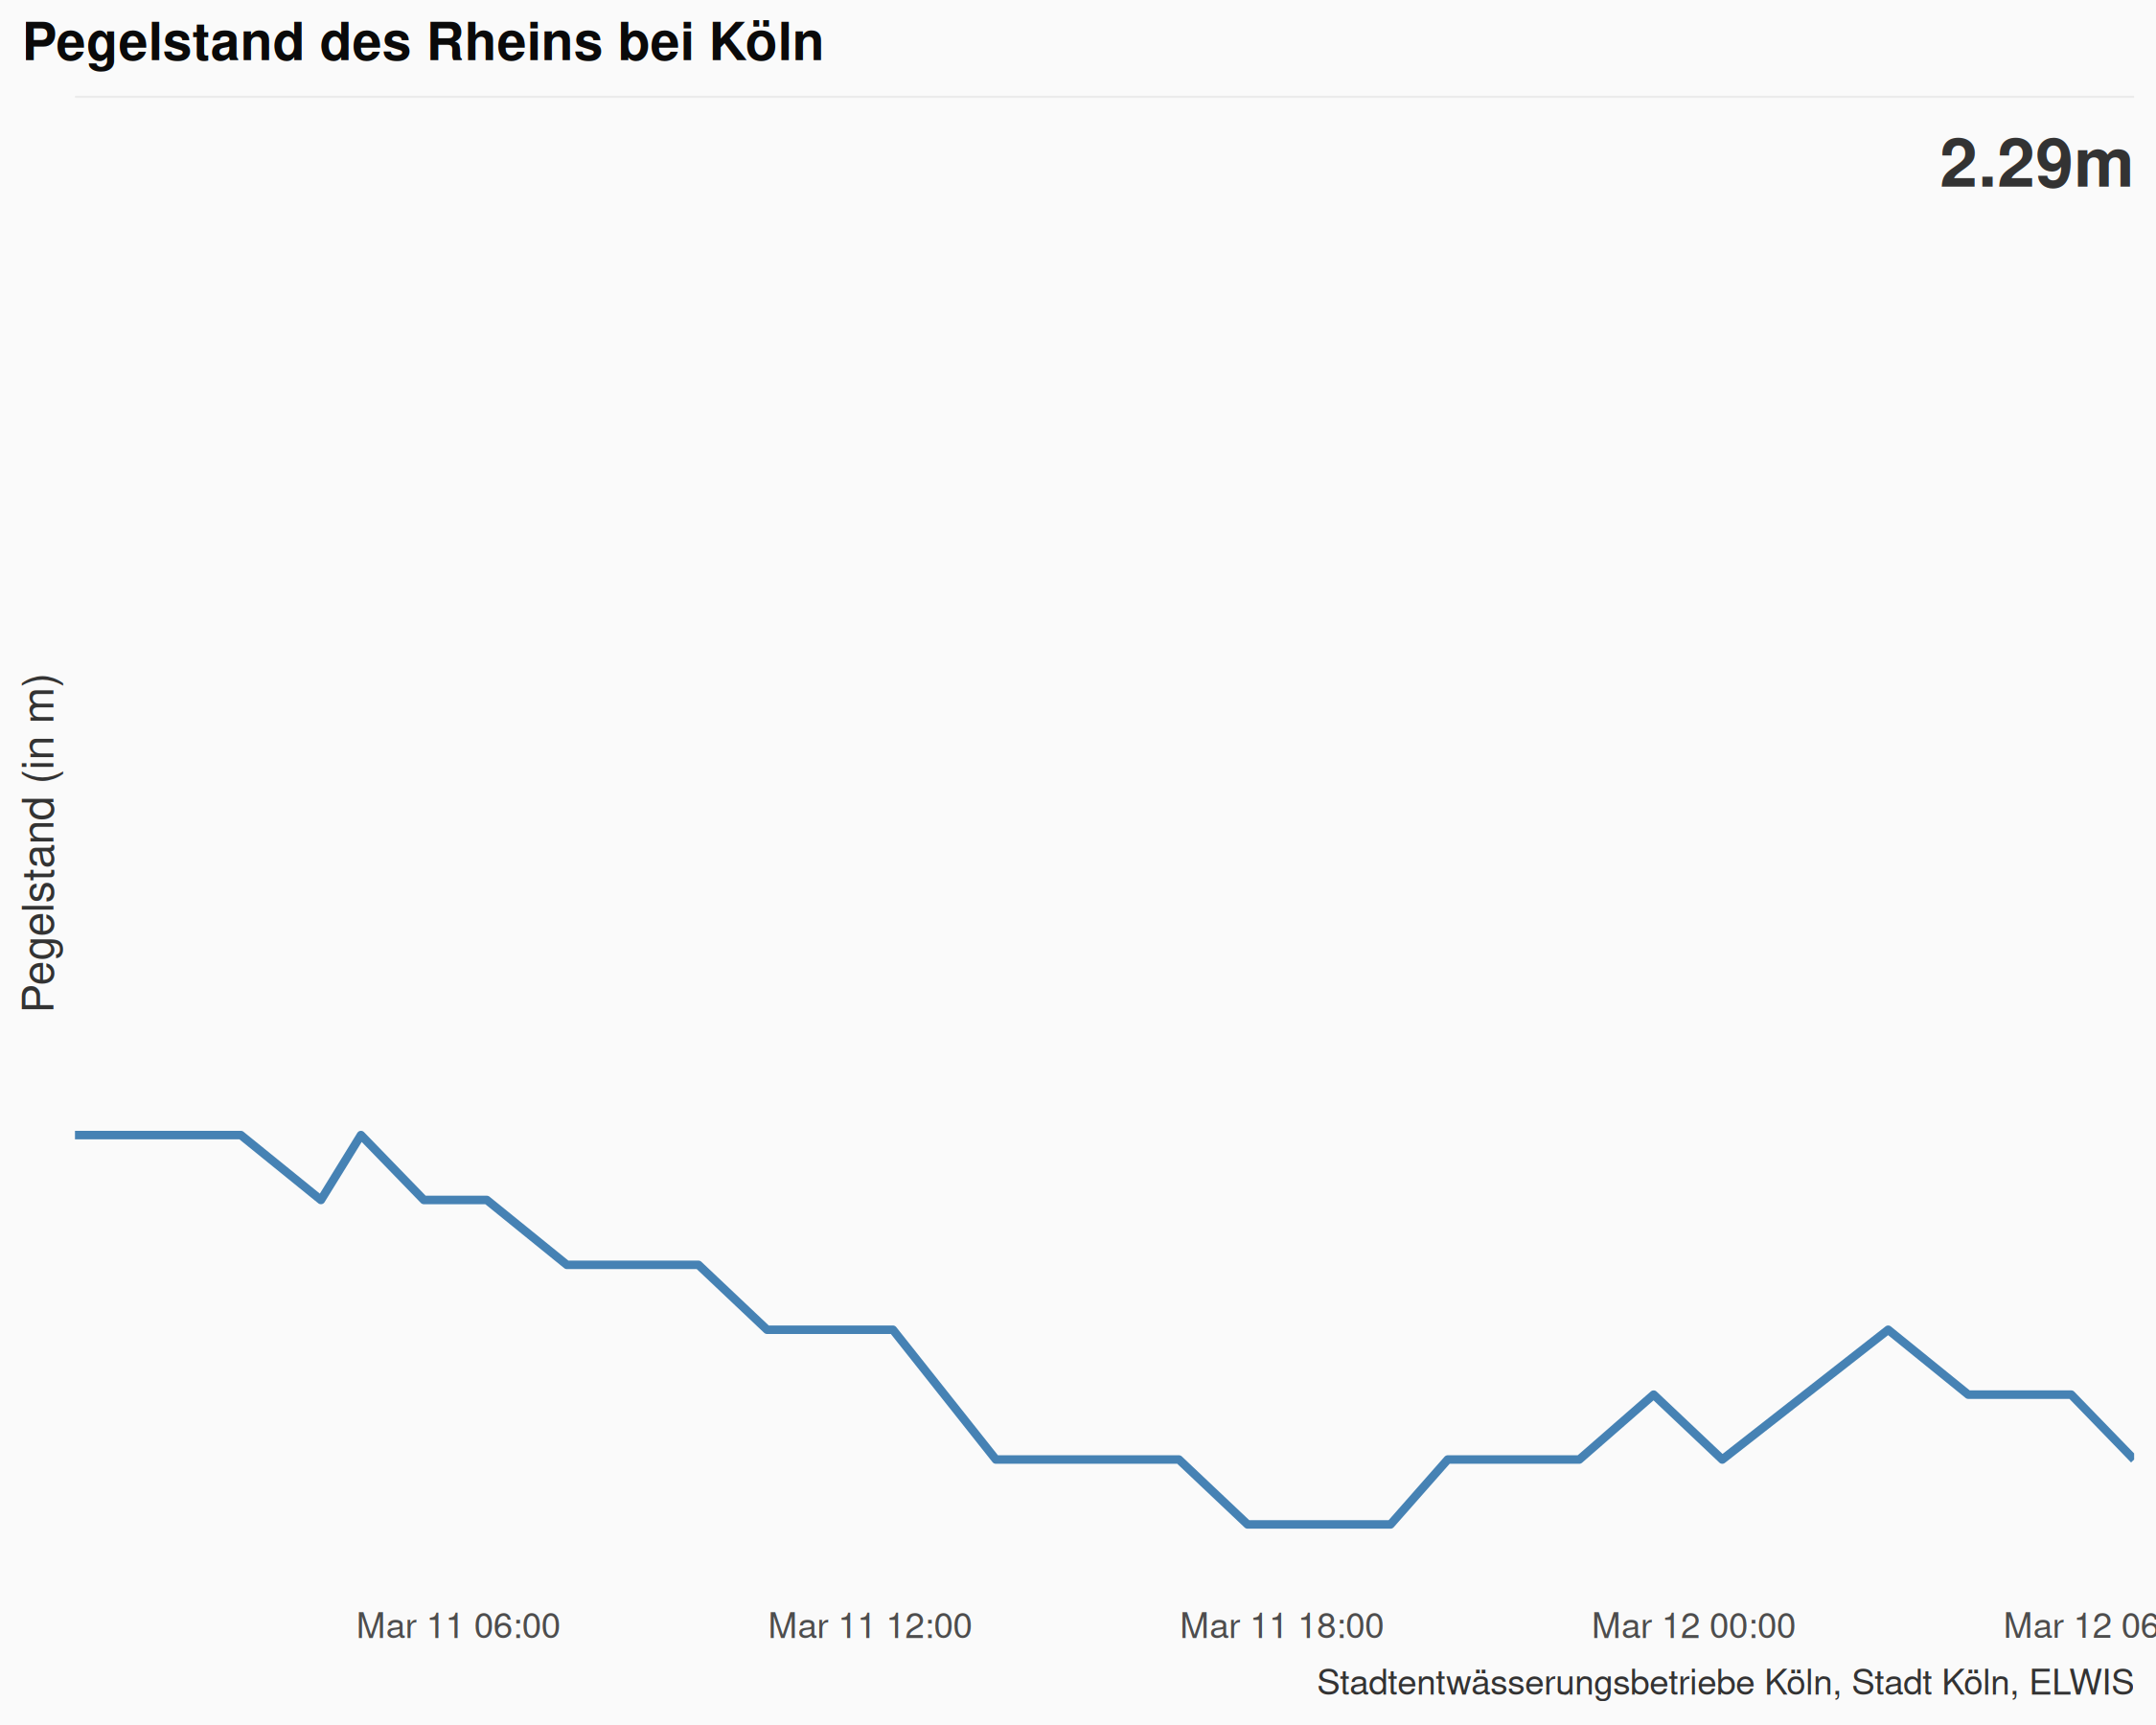 Pegelstand des Rheins bei Köln
2.29m
Pegelstand (in m)
Mar 11 06:00
Mar 11 12:00
Mar 11 18:00
Mar 12 00:00
Mar 12 06
Stadtentwässerungsbetriebe Köln, Stadt Köln, ELWIS